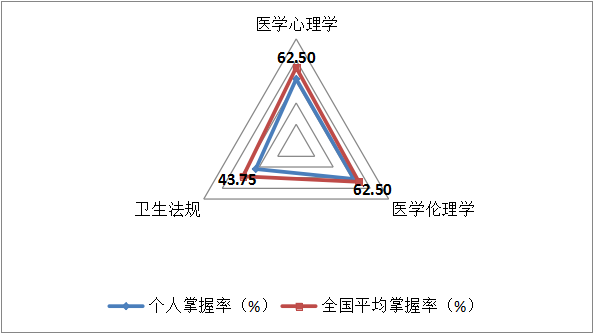 医学心理学
62.50
43.75
62.50
卫生法规
医学伦理学
个人掌握率（%）
全国平均掌握率（%）